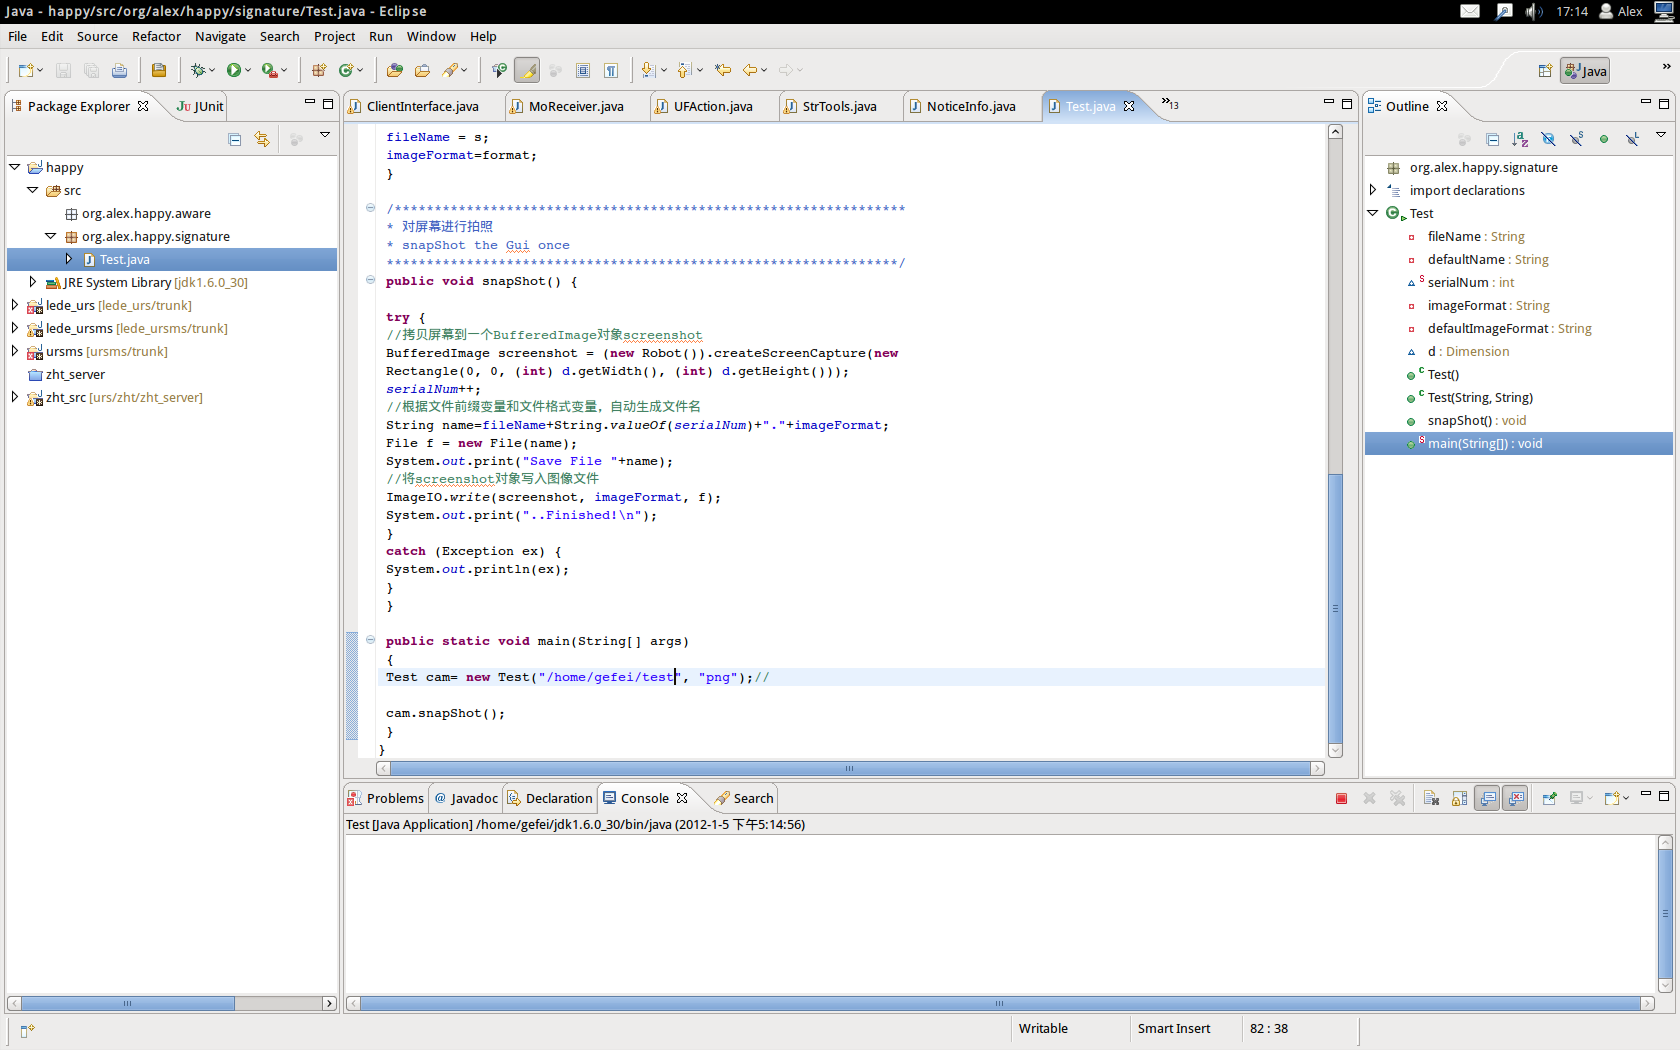 Java - happy/src/org/alex/happy/signature/Test.java - Eclipse
17:14 Alex
File Edit Source Refactor Navigate Search Project Run Window Help
Java »
Package Explorer JUnit
happy
src
org.alex.happy.aware
org.alex.happy.signature
Test.java
JRE System Library [jdk1.6.0_30]
lede_urs [lede_urs/trunk]
lede_ursms [lede_ursms/trunk]
ursms [ursms/trunk]
zht_server
zht_src [urs/zht/zht_server]
ClientInterface.java MoReceiver.java UFAction.java StrTools.java NoticeInfo.java Test.java »13
fileName = s;
imageFormat=format;
}
/****************************************************************
* 对屏幕进行拍照
* snapShot the Gui once
****************************************************************/
public void snapShot() {
try {
//拷贝屏幕到一个BufferedImage对象screenshot
BufferedImage screenshot = (new Robot()).createScreenCapture(new
Rectangle(0, 0, (int) d.getWidth(), (int) d.getHeight()));
serialNum++;
//根据文件前缀变量和文件格式变量，自动生成文件名
String name=fileName+String.valueOf(serialNum)+"."+imageFormat;
File f = new File(name);
System.out.print("Save File "+name);
//将screenshot对象写入图像文件
ImageIO.write(screenshot, imageFormat, f);
System.out.print("..Finished!\n");
}
catch (Exception ex) {
System.out.println(ex);
}
}
public static void main(String[] args)
{
Test cam= new Test("/home/gefei/test", "png");//
cam.snapShot();
}
}
Outline
org.alex.happy.signature
import declarations
Test
fileName : String
defaultName : String
serialNum : int
imageFormat : String
defaultImageFormat : String
d : Dimension
Test()
Test(String, String)
snapShot() : void
main(String[]) : void
Problems Javadoc Declaration Console Search
Test [Java Application] /home/gefei/jdk1.6.0_30/bin/java (2012-1-5 下午5:14:56)
Writable Smart Insert 82 : 38